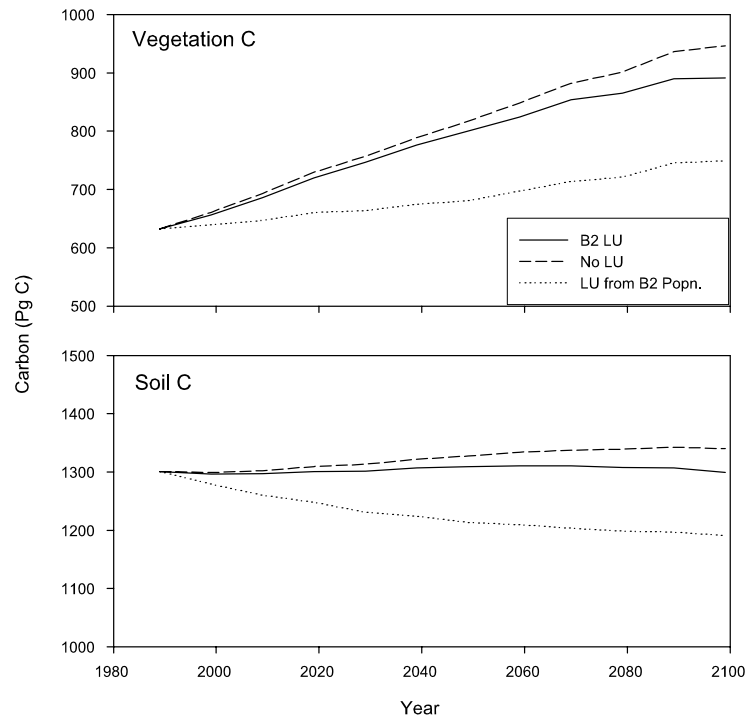 1000
Vegetation C
900
800
700
600
500
B2 LU
No LU
LU from B2 Popn.
Carbon (Pg C)
1500
Soil C
1400
1300
1200
1100
1000
1980 2000 2020 2040 2060 2080 2100
Year